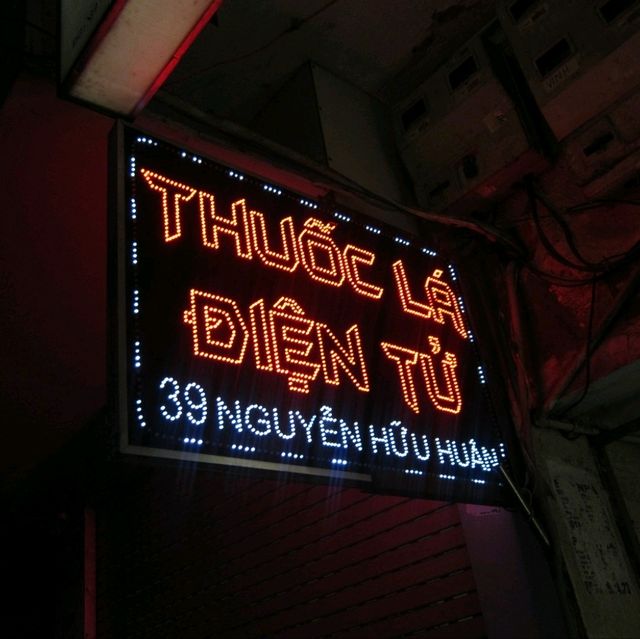 THUỐC LÁ
ĐIỆN TỬ
39 NGUYỄN HỮU HUÂN